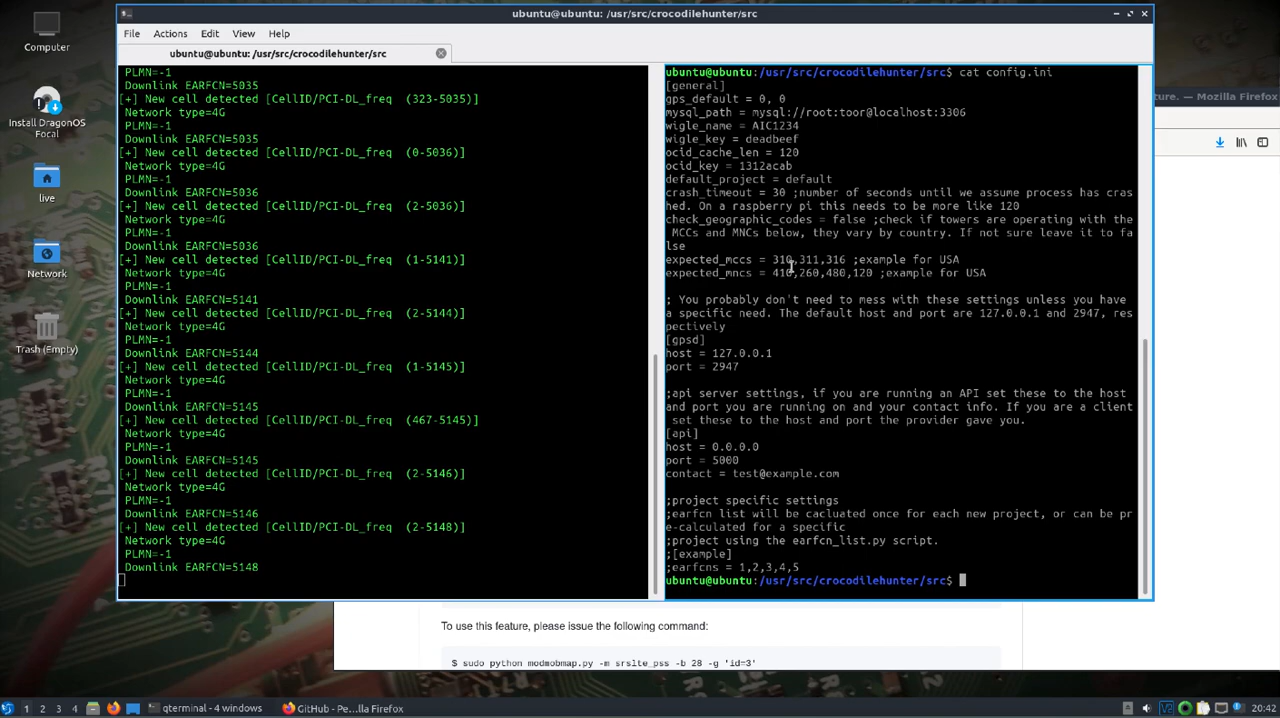 ubuntu@ubuntu: /usr/src/crocodilehunter/src
File Actions Edit View Help
ubuntu@ubuntu: /usr/src/crocodilehunter/src
PLMN=-1
Downlink EARFCN=5035
[+] New cell detected [CellID/PCI-DL_freq  (323-5035)]
Network type=4G
PLMN=-1
Downlink EARFCN=5035
[+] New cell detected [CellID/PCI-DL_freq  (0-5036)]
Network type=4G
PLMN=-1
Downlink EARFCN=5036
[+] New cell detected [CellID/PCI-DL_freq  (2-5036)]
Network type=4G
PLMN=-1
Downlink EARFCN=5036
[+] New cell detected [CellID/PCI-DL_freq  (1-5141)]
Network type=4G
PLMN=-1
Downlink EARFCN=5141
[+] New cell detected [CellID/PCI-DL_freq  (2-5144)]
Network type=4G
PLMN=-1
Downlink EARFCN=5144
[+] New cell detected [CellID/PCI-DL_freq  (1-5145)]
Network type=4G
PLMN=-1
Downlink EARFCN=5145
[+] New cell detected [CellID/PCI-DL_freq  (467-5145)]
Network type=4G
PLMN=-1
Downlink EARFCN=5145
[+] New cell detected [CellID/PCI-DL_freq  (2-5146)]
Network type=4G
PLMN=-1
Downlink EARFCN=5146
[+] New cell detected [CellID/PCI-DL_freq  (2-5148)]
Network type=4G
PLMN=-1
Downlink EARFCN=5148
ubuntu@ubuntu:/usr/src/crocodilehunter/src$ cat config.ini
[general]
gps_default = 0, 0
mysql_path = mysql://root:toor@localhost:3306
wigle_name = AIC1234
wigle_key = deadbeef
ocid_cache_len = 120
ocid_key = 1312acab
default_project = default
crash_timeout = 30 ;number of seconds until we assume process has cras
hed. On a raspberry pi this needs to be more like 120
check_geographic_codes = false ;check if towers are operating with the
MCCs and MNCs below, they vary by country. If not sure leave it to fa
lse
expected_mccs = 310,311,316 ;example for USA
expected_mncs = 410,260,480,120 ;example for USA
; You probably don't need to mess with these settings unless you have
a specific need. The default host and port are 127.0.0.1 and 2947, res
pectively
[gpsd]
host = 127.0.0.1
port = 2947
;api server settings, if you are running an API set these to the host
and port you are running on and your contact info. If you are a client
set these to the host and port the provider gave you.
[api]
host = 0.0.0.0
port = 5000
contact = test@example.com
;project specific settings
;earfcn list will be cacluated once for each new project, or can be pr
e-calculated for a specific
;project using the earfcn_list.py script.
;[example]
;earfcns = 1,2,3,4,5
ubuntu@ubuntu:/usr/src/crocodilehunter/src$
ture. — Mozilla Firefox
To use this feature, please issue the following command:
$ sudo python modmobmap.py -m srslte_pss -b 28 -g 'id=3'
Computer
Install DragonOS
Focal
live
Network
Trash (Empty)
1 2 3 4
qterminal - 4 windows
GitHub - Pe…lla Firefox
V2
20:42